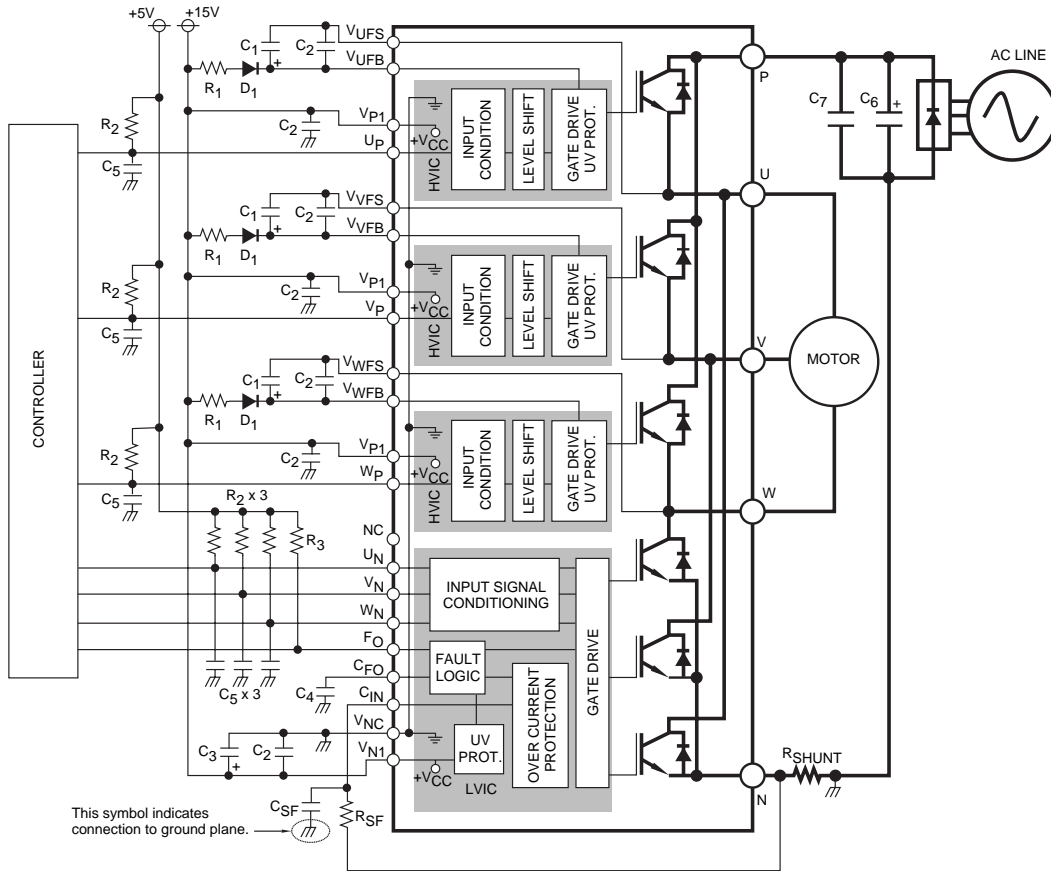 +5V
+15V
CONTROLLER
R2
C5
R1
D1
C1
C2
C2
VUFS
VUFB
VP1
UP
+VCC
HVIC
INPUT CONDITION
LEVEL SHIFT
GATE DRIVE
UV PROT.
P
C7
C6
+
AC LINE
U
R2
C5
R1
D1
C1
+
C2
C2
VVFS
VVFB
VP1
VP
+VCC
HVIC
INPUT CONDITION
LEVEL SHIFT
GATE DRIVE
UV PROT.
V
MOTOR
R2
C5
R1
D1
C1
+
C2
C2
VWFS
VWFB
VP1
WP
+VCC
HVIC
INPUT CONDITION
LEVEL SHIFT
GATE DRIVE
UV PROT.
W
R2 x 3
R3
NC
UN
VN
WN
FO
CFO
CIN
VNC
VN1
C5 x 3
C4
C3
+
C2
INPUT SIGNAL
CONDITIONING
FAULT
LOGIC
UV
PROT.
+VCC
LVIC
OVER CURRENT
PROTECTION
GATE DRIVE
RSHUNT
N
CSF
RSF
This symbol indicates
connection to ground plane.